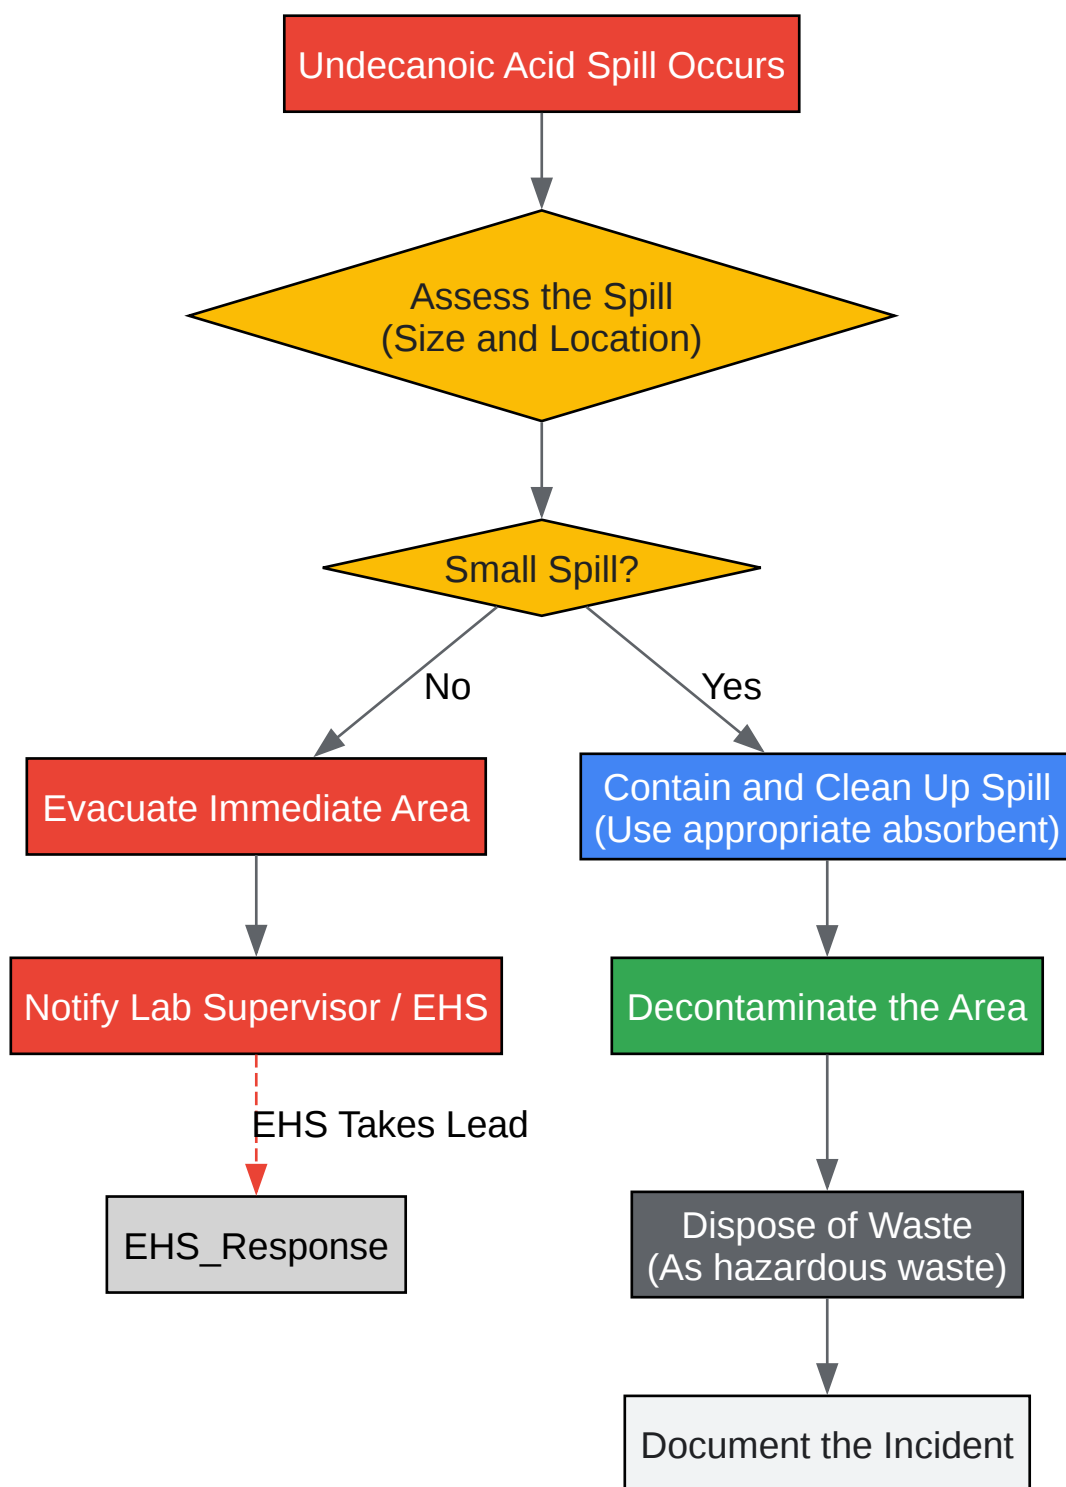 Undecanoic Acid Spill Occurs
Assess the Spill
(Size and Location)
Small Spill?
No
Yes
Evacuate Immediate Area
Contain and Clean Up Spill
(Use appropriate absorbent)
Notify Lab Supervisor / EHS
Decontaminate the Area
EHS Takes Lead
EHS_Response
Dispose of Waste
(As hazardous waste)
Document the Incident